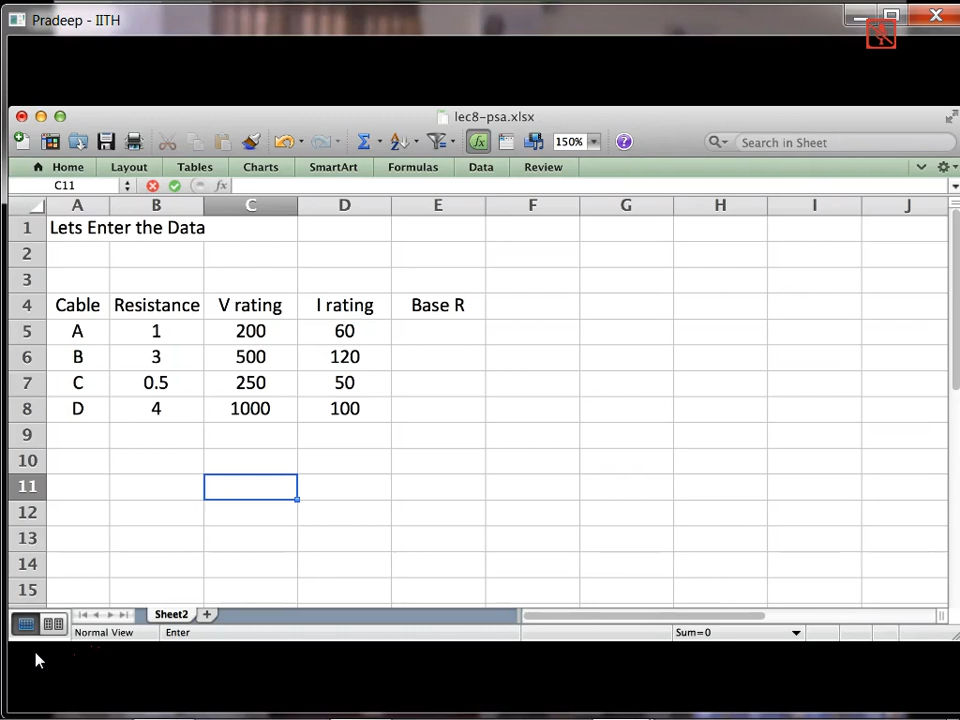 Pradeep - IITH
lec8-psa.xlsx
150%
Search in Sheet
Home Layout Tables Charts SmartArt Formulas Data Review
C11 fx
A B C D E F G H I J
1 Lets Enter the Data
2
3
4 Cable Resistance V rating I rating Base R
5 A 1 200 60
6 B 3 500 120
7 C 0.5 250 50
8 D 4 1000 100
9
10
11
12
13
14
15
Sheet2
Normal View Enter Sum=0